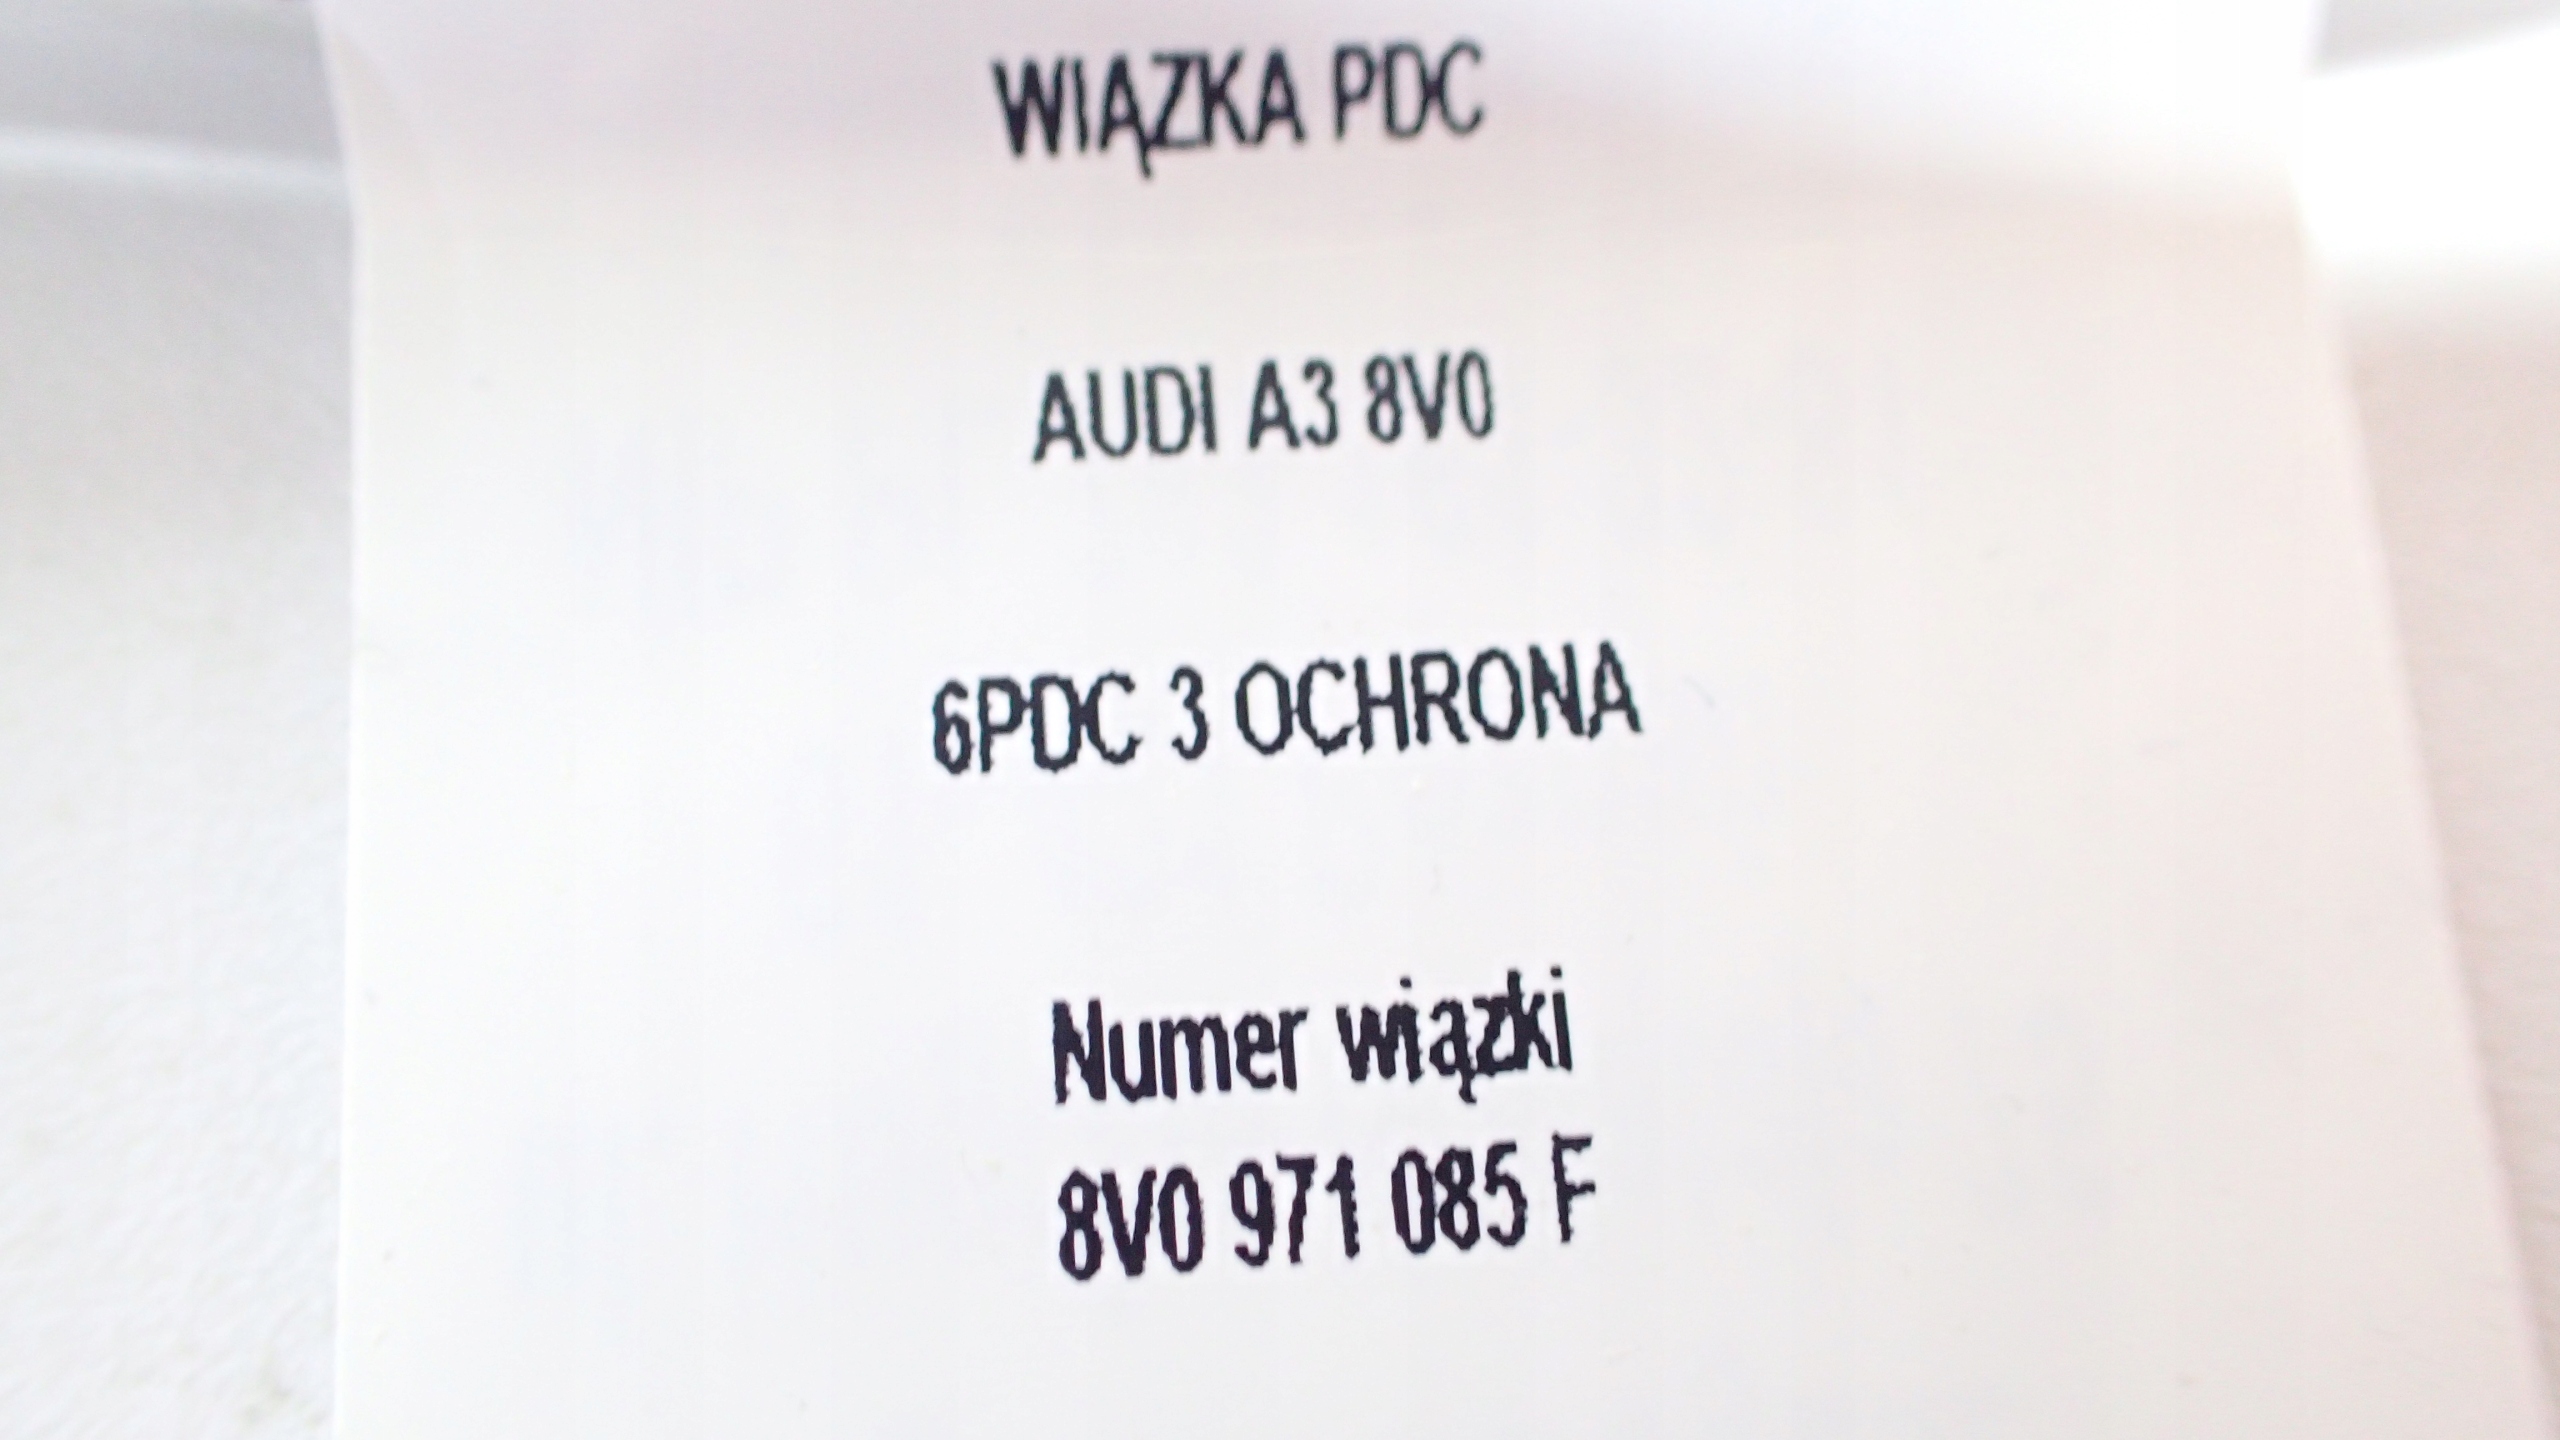 WIĄZKA PDC
AUDI A3 8V0
6PDC 3 OCHRONA
Numer wiązki
8V0 971 085 F